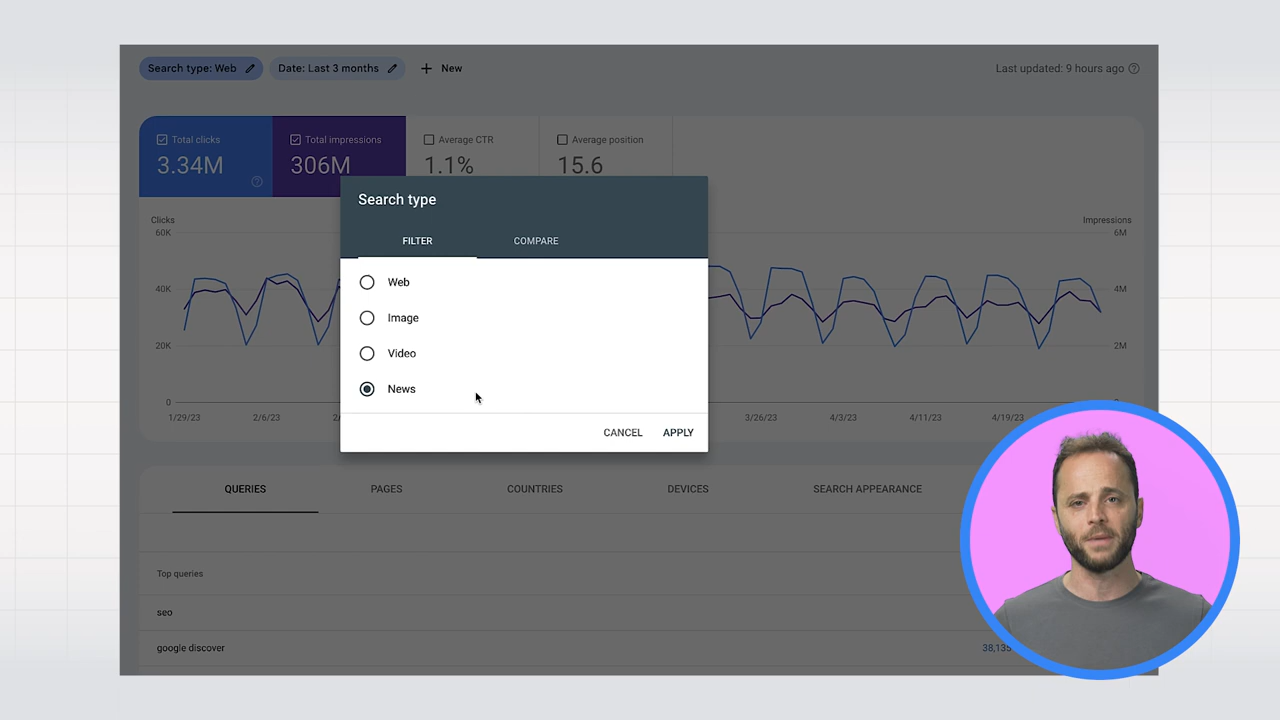 Search type: Web
Date: Last 3 months
+ New
Last updated: 9 hours ago
Total clicks
3.34M
Total impressions
306M
Average CTR
1.1%
Average position
15.6
Search type
FILTER
COMPARE
Web
Image
Video
News
CANCEL
APPLY
Clicks
Impressions
60K
6M
40K
4M
20K
2M
0
1/29/23
2/6/23
3/26/23
4/3/23
4/11/23
4/19/23
QUERIES
PAGES
COUNTRIES
DEVICES
SEARCH APPEARANCE
Top queries
seo
google discover
38,135